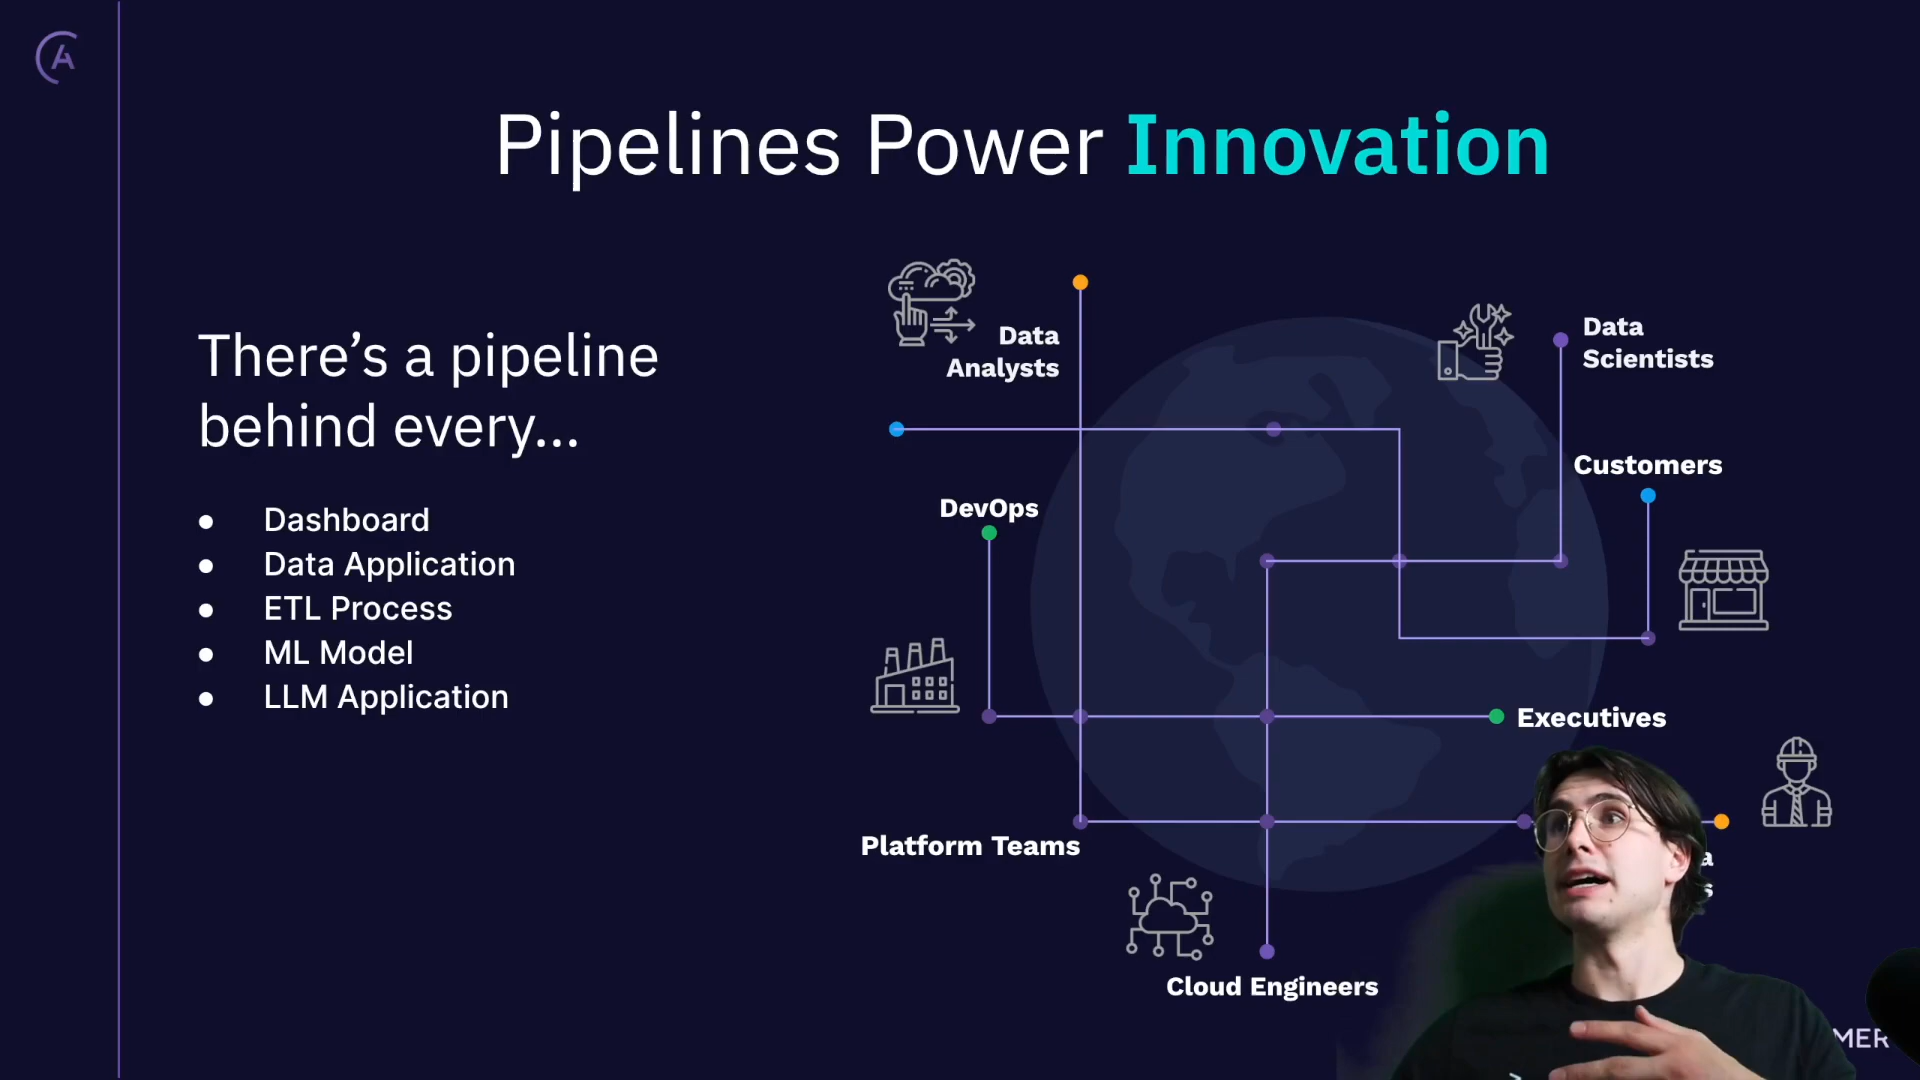 Pipelines Power Innovation
There’s a pipeline
behind every...
● Dashboard
● Data Application
● ETL Process
● ML Model
● LLM Application
Data
Analysts
Data
Scientists
Customers
DevOps
Executives
Platform Teams
Cloud Engineers